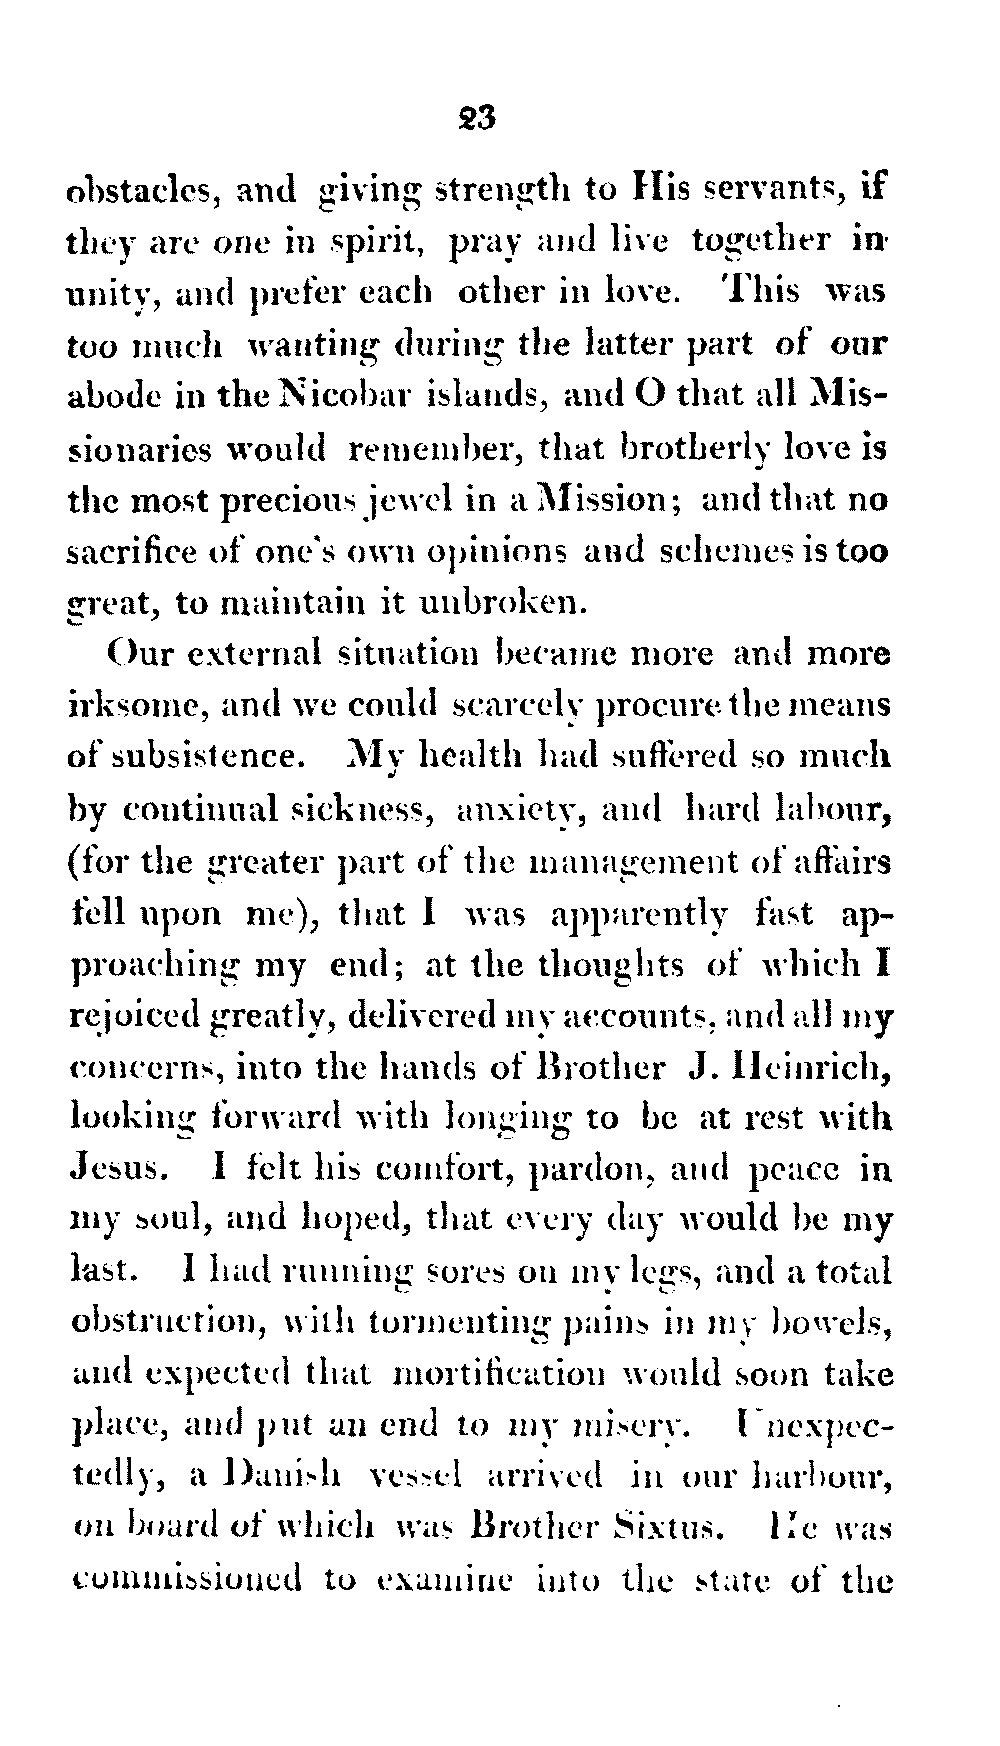 23
obstacles, and giving strength to His servants, if
they are one in spirit, pray and live together in
unity, and prefer each other in love. This was
too much wanting during the latter part of our
abode in the Nicobar islands, and O that all Mis-
sionaries would remember, that brotherly love is
the most precious jewel in a Mission; and that no
sacrifice of one's own opinions and schemes is too
great, to maintain it unbroken.
Our external situation became more and more
irksome, and we could scarcely procure the means
of subsistence. My health had suffered so much
by continual sickness, anxiety, and hard labour,
(for the greater part of the management of affairs
fell upon me), that I was apparently fast ap-
proaching my end; at the thoughts of which I
rejoiced greatly, delivered my accounts, and all my
concerns, into the hands of Brother J. Heinrich,
looking forward with longing to be at rest with
Jesus. I felt his comfort, pardon, and peace in
my soul, and hoped, that every day would be my
last. I had running sores on my legs, and a total
obstruction, with tormenting pains in my bowels,
and expected that mortification would soon take
place, and put an end to my misery. Unexpec-
tedly, a Danish vessel arrived in our harbour,
on board of which was Brother Sixtus. He was
commissioned to examine into the state of the